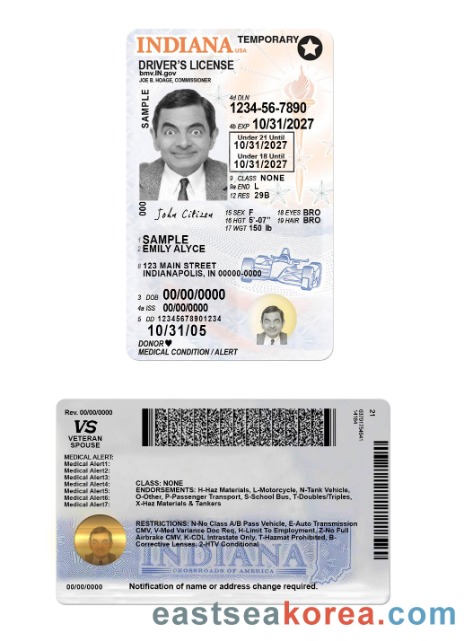 INDIANA USA TEMPORARY
DRIVER'S LICENSE
bmv.IN.gov
JOE B. HOAGE, COMMISSIONER
SAMPLE
4d DLN
1234-56-7890
4b EXP 10/31/2027
Under 21 Until
10/31/2027
Under 18 Until
10/31/2027
9 CLASS NONE
9a END L
12 RES 29B
000
John Citizen
15 SEX F 18 EYES BRO
16 HGT 5'-07" 19 HAIR BRO
17 WGT 150 lb
1 SAMPLE
2 EMILY ALYCE
8 123 MAIN STREET
INDIANAPOLIS, IN 00000-0000
3 DOB 00/00/0000
4a ISS 00/00/0000
5 DD 12345678901234
10/31/05
DONOR
MEDICAL CONDITION / ALERT
Rev. 00/00/0000
VS
VETERAN
SPOUSE
MEDICAL ALERT:
Medical Alert1:
Medical Alert2:
Medical Alert3:
Medical Alert4:
Medical Alert5:
Medical Alert6:
Medical Alert7:
21
CLASS: NONE
ENDORSEMENTS: H-Haz Materials, L-Motorcycle, N-Tank Vehicle,
O-Other, P-Passenger Transport, S-School Bus, T-Doubles/Triples,
X-Haz Materials & Tankers
RESTRICTIONS: N-No Class A/B Pass Vehicle, E-Auto Transmission
CMV, V-Med Variance Doc Req, H-Limit To Employment, Z-No Full
Airbrake CMV, K-CDL Intrastate Only, T-Hazmat Prohibited, B-
Corrective Lenses, 2-HTV Conditional
INDIANA
CROSSROADS OF AMERICA
00/00/0000
Notification of name or address change required.
eastseakorea.com